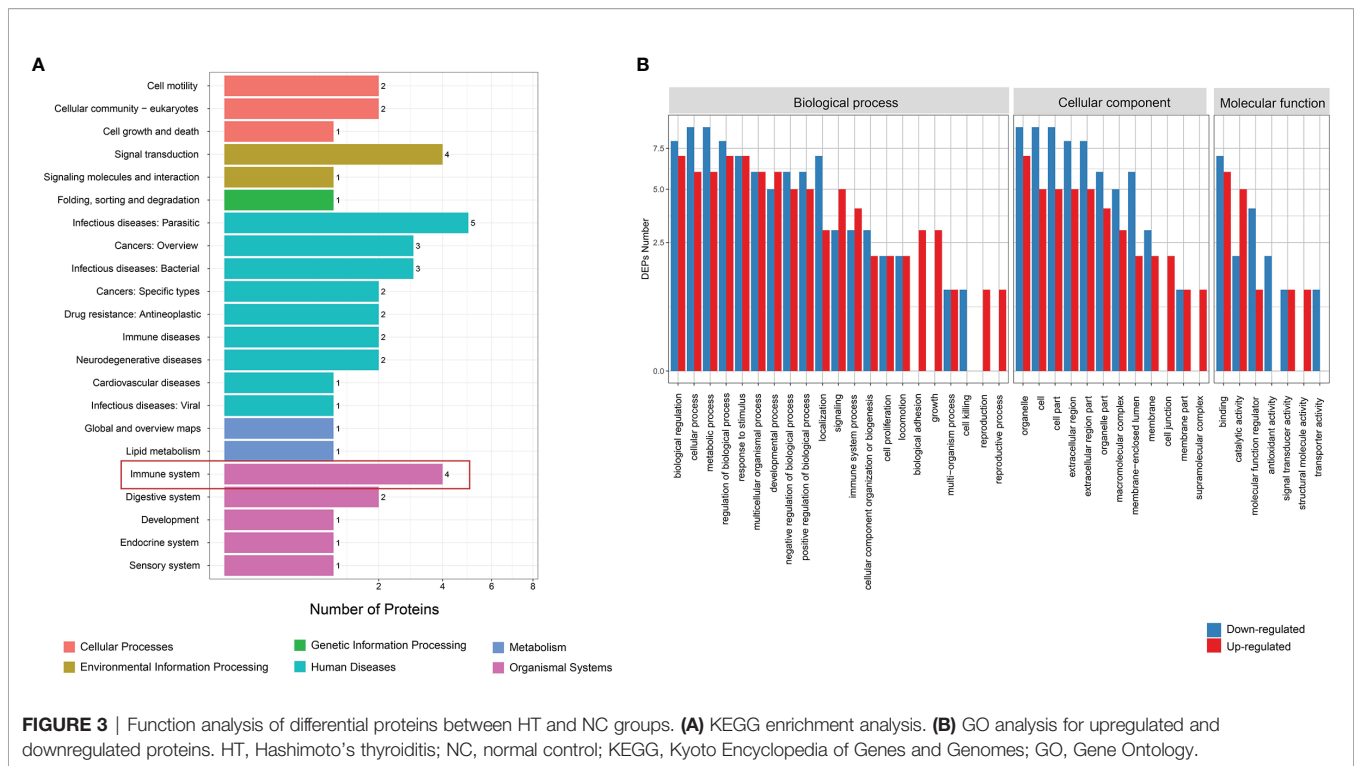 A
Cell motility 2
Cellular community − eukaryotes 2
Cell growth and death 1
Signal transduction 4
Signaling molecules and interaction 1
Folding, sorting and degradation 1
Infectious diseases: Parasitic 5
Cancers: Overview 3
Infectious diseases: Bacterial 3
Cancers: Specific types 2
Drug resistance: Antineoplastic 2
Immune diseases 2
Neurodegenerative diseases 2
Cardiovascular diseases 1
Infectious diseases: Viral 1
Global and overview maps 1
Lipid metabolism 1
Immune system 4
Digestive system 2
Development 1
Endocrine system 1
Sensory system 1
2 4 6 8
Number of Proteins
Cellular Processes
Environmental Information Processing
Genetic Information Processing
Human Diseases
Metabolism
Organismal Systems
B
Biological process
Cellular component
Molecular function
DEPs Number
7.5
5.0
2.5
0.0
biological regulation
cellular process
metabolic process
regulation of biological process
response to stimulus
multicellular organismal process
developmental process
negative regulation of biological process
positive regulation of biological process
localization
signaling
immune system process
cellular component organization or biogenesis
cell proliferation
locomotion
biological adhesion
growth
multi-organism process
cell killing
reproduction
reproductive process
organelle
cell
cell part
extracellular region
extracellular region part
organelle part
macromolecular complex
membrane-enclosed lumen
membrane
cell junction
membrane part
supramolecular complex
binding
catalytic activity
molecular function regulator
antioxidant activity
signal transducer activity
structural molecule activity
transporter activity
Down-regulated
Up-regulated
FIGURE 3 | Function analysis of differential proteins between HT and NC groups. (A) KEGG enrichment analysis. (B) GO analysis for upregulated and
downregulated proteins. HT, Hashimoto's thyroiditis; NC, normal control; KEGG, Kyoto Encyclopedia of Genes and Genomes; GO, Gene Ontology.